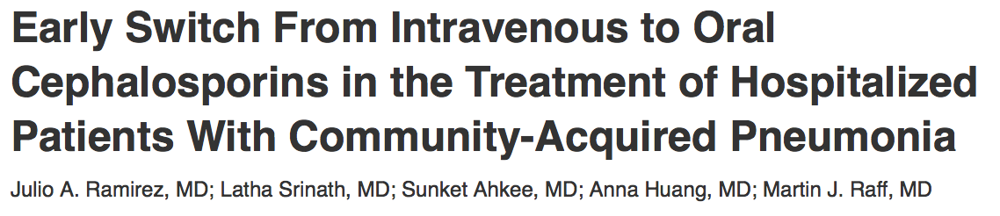 Early Switch From Intravenous to Oral
Cephalosporins in the Treatment of Hospitalized
Patients With Community-Acquired Pneumonia
Julio A. Ramirez, MD; Latha Srinath, MD; Sunket Ahkee, MD; Anna Huang, MD; Martin J. Raff, MD